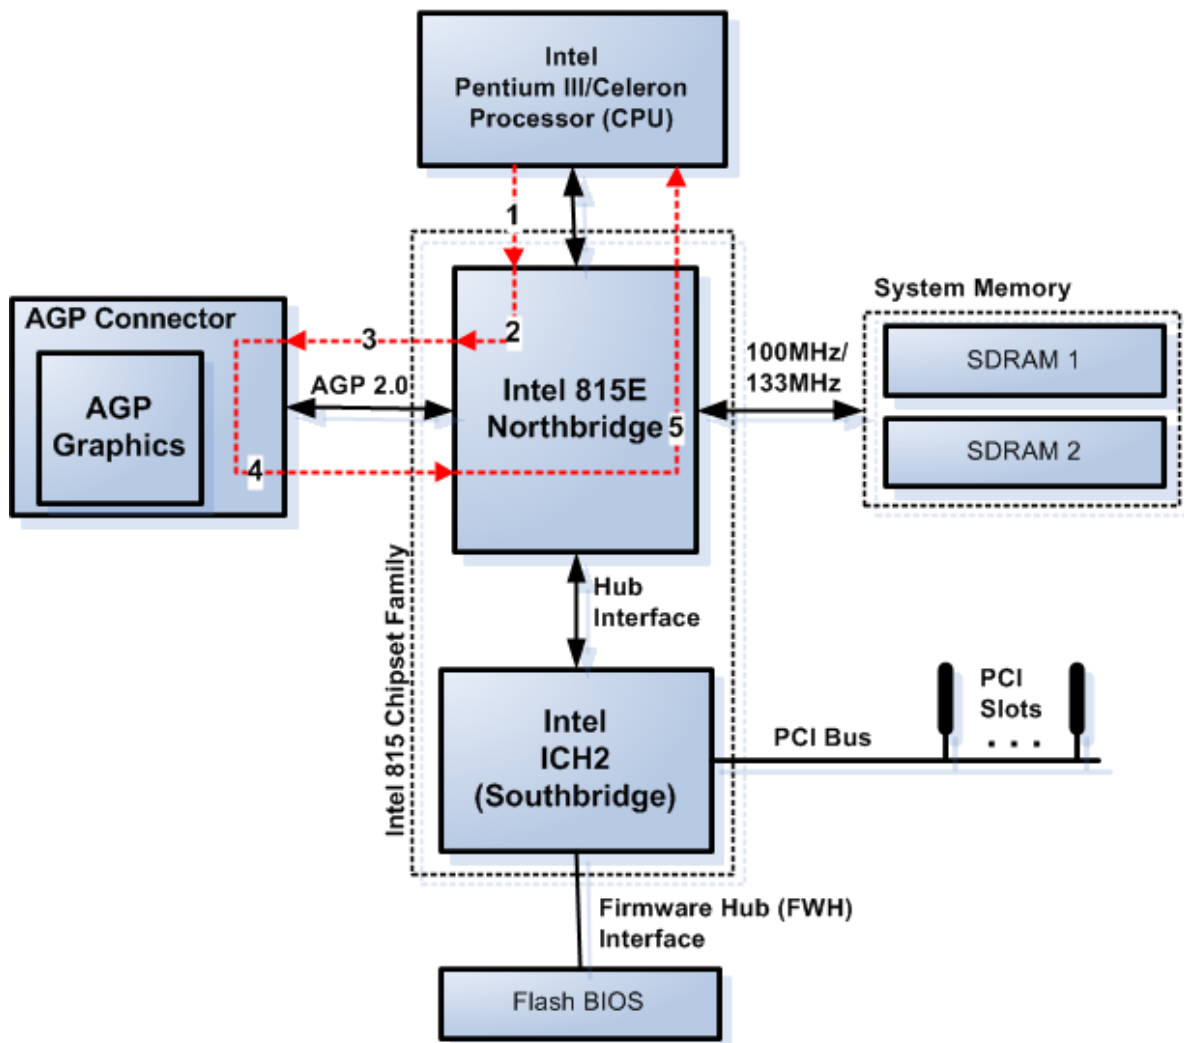 Intel
Pentium III/Celeron
Processor (CPU)
1
AGP Connector
3
2
AGP 2.0
AGP
Graphics
4
Intel 815E
Northbridge
5
100MHz/
133MHz
System Memory
SDRAM 1
SDRAM 2
Intel 815 Chipset Family
Hub
Interface
Intel
ICH2
(Southbridge)
PCI Bus
PCI
Slots
. . .
Firmware Hub (FWH)
Interface
Flash BIOS